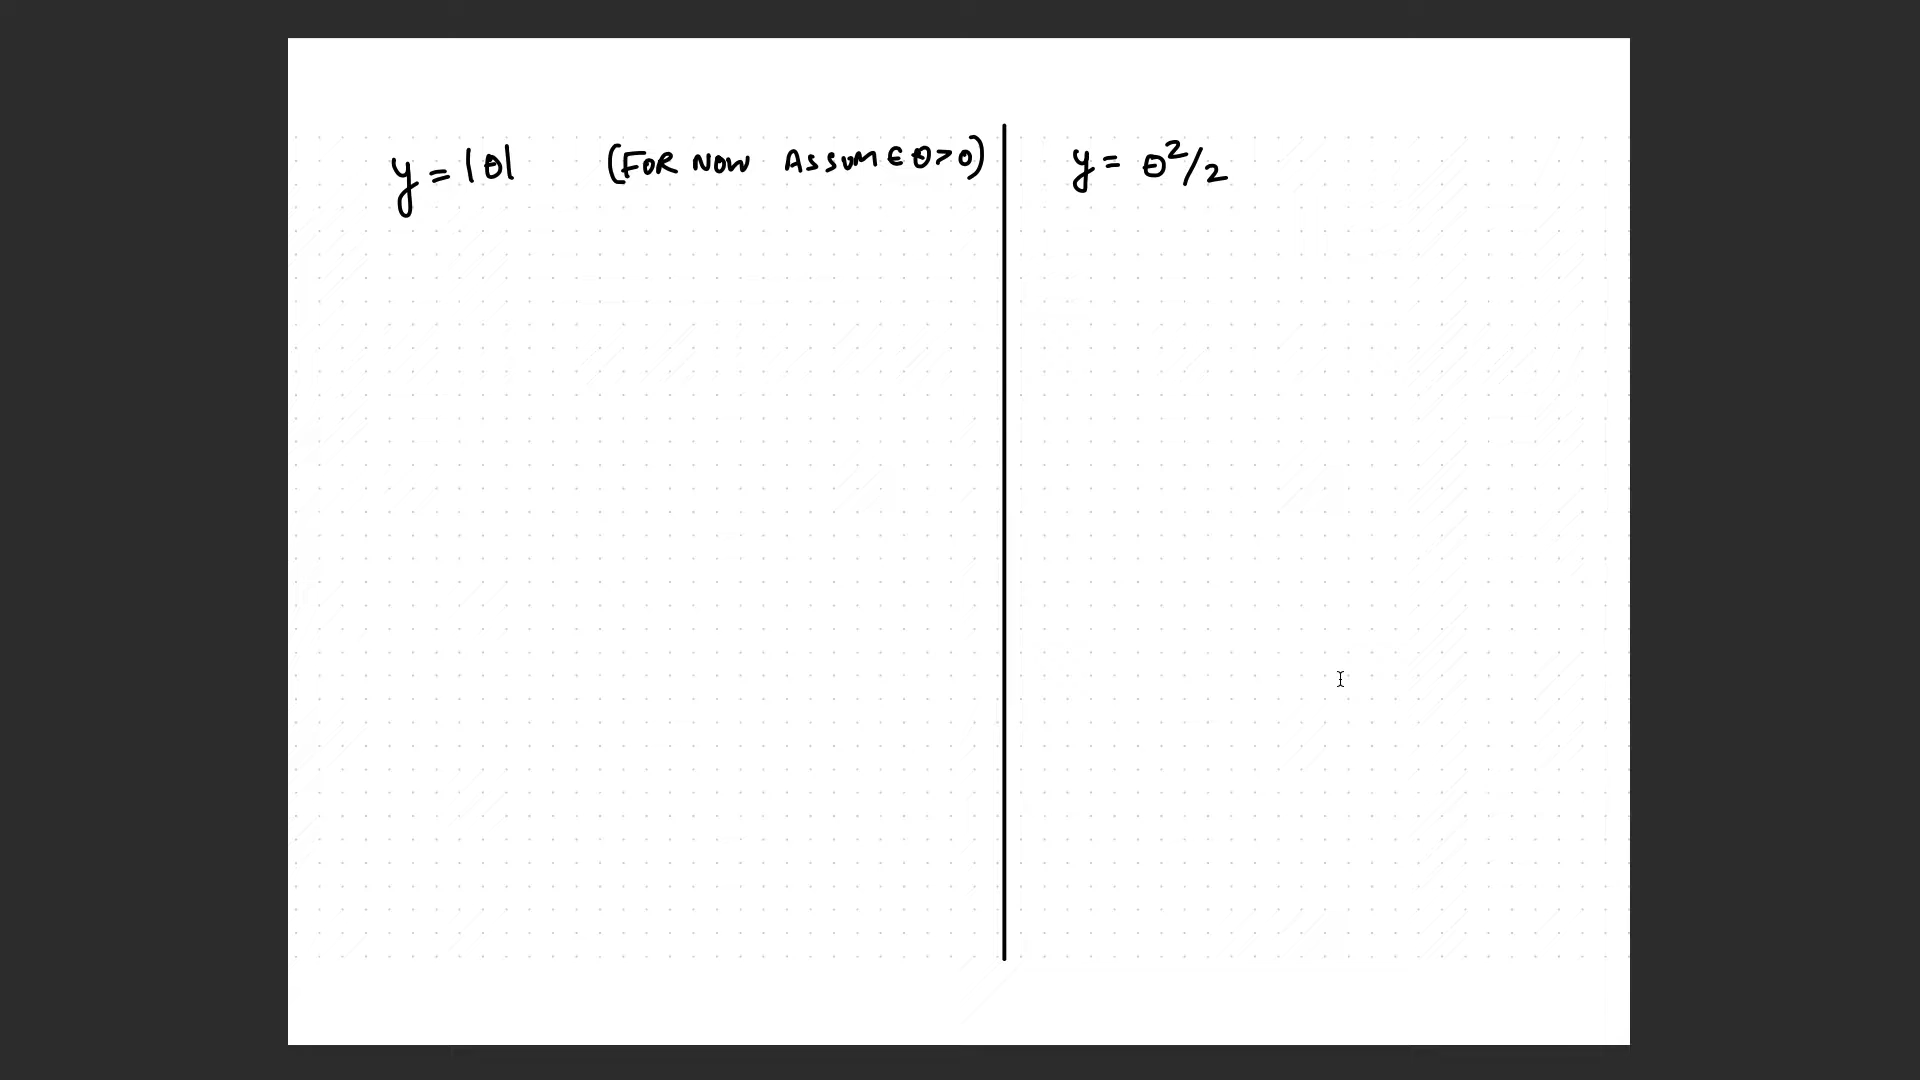 y = |θ| (FOR NOW ASSUME θ>0)
y = θ²/2